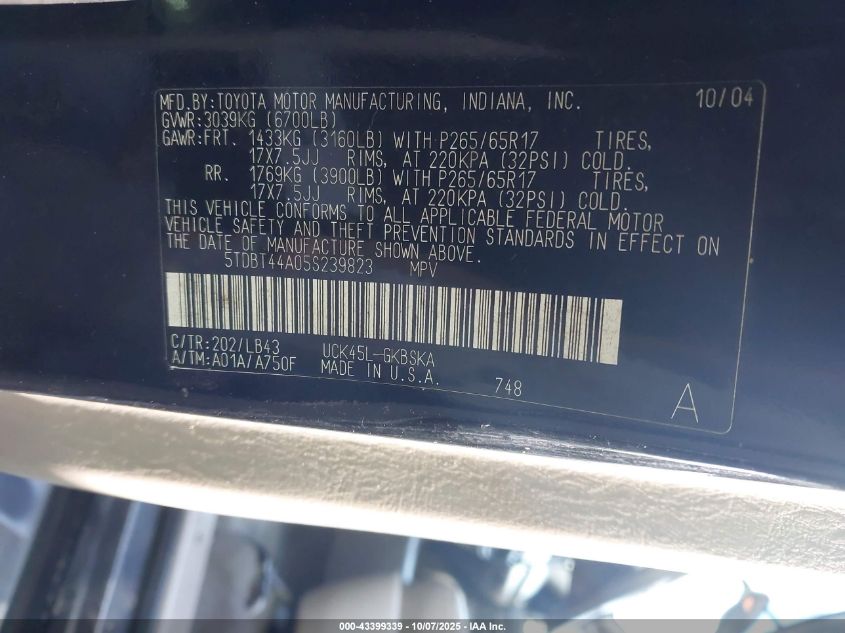 MFD.BY:TOYOTA MOTOR MANUFACTURING, INDIANA, INC. 10/04
GVWR:3039KG (6700LB)
GAWR:FRT. 1433KG (3160LB) WITH P265/65R17 TIRES,
17X7.5JJ RIMS, AT 220KPA (32PSI) COLD.
RR. 1769KG (3900LB) WITH P265/65R17 TIRES,
17X7.5JJ RIMS, AT 220KPA (32PSI) COLD.
THIS VEHICLE CONFORMS TO ALL APPLICABLE FEDERAL MOTOR
VEHICLE SAFETY AND THEFT PREVENTION STANDARDS IN EFFECT ON
THE DATE OF MANUFACTURE SHOWN ABOVE.
5TDBT44A05S239823 MPV
C/TR:202/LB43 UCK45L-GKBSKA
A/TM:A01A/A750F MADE IN U.S.A. 748 A
000-43399339 | 10/07/2025 - IAA Inc.